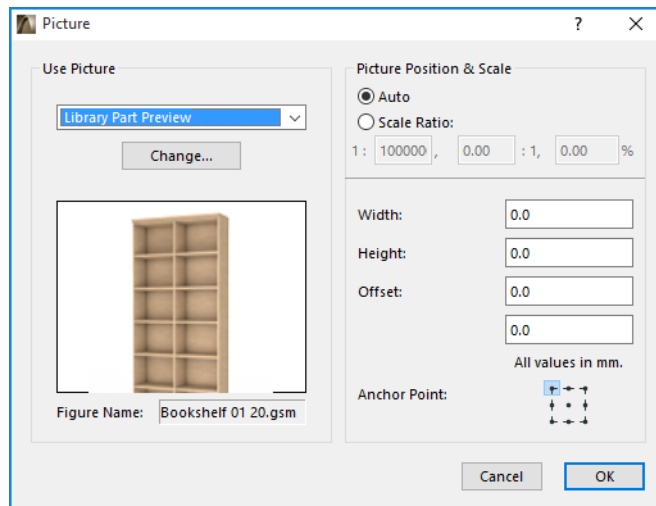 Picture
?
Use Picture
Library Part Preview
Change...
Figure Name: Bookshelf 01 20.gsm
Picture Position & Scale
Auto
Scale Ratio:
1 : 100000 , 0.00 : 1, 0.00 %
Width: 0.0
Height: 0.0
Offset: 0.0
0.0
All values in mm.
Anchor Point:
Cancel OK